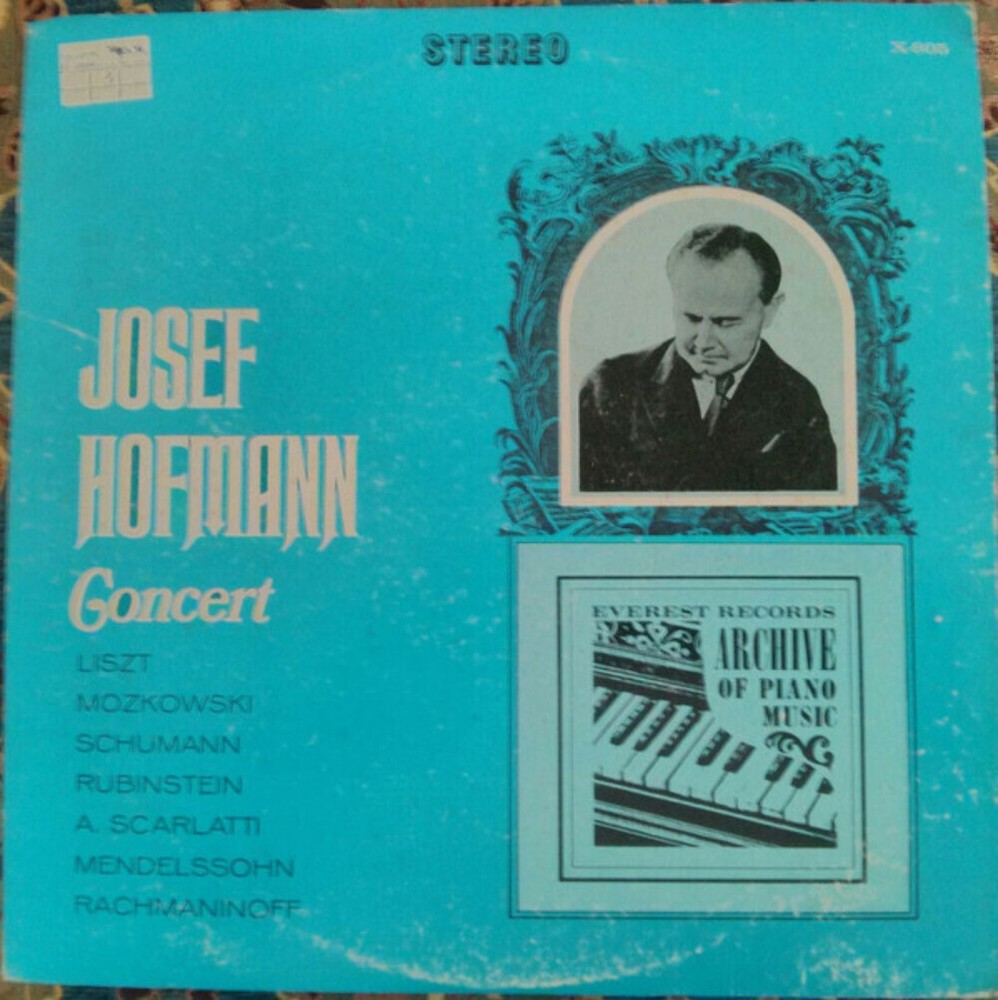 STEREO
X-905
JOSEF
HOFMANN
Concert
LISZT
MOZKOWSKI
SCHUMANN
RUBINSTEIN
A. SCARLATTI
MENDELSSOHN
RACHMANINOFF
EVEREST RECORDS
ARCHIVE
OF PIANO
MUSIC